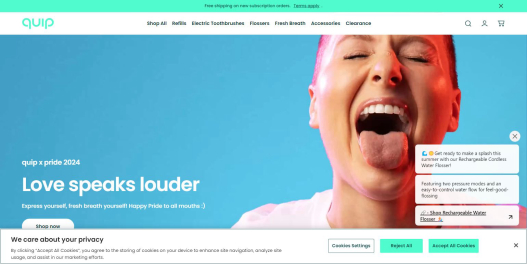 Free shipping on new subscription orders. Terms apply.
quip
Shop All Refills Electric Toothbrushes Flossers Fresh Breath Accessories Clearance
quip x pride 2024
Love speaks louder
Express yourself, fresh breath yourself! Happy Pride to all mouths :)
Shop now
Get ready to make a splash this
summer with our Rechargeable Cordless
Water Flosser!
Featuring two pressure modes and an
easy-to-control water flow for feel-good-
flossing
Shop Rechargeable Water
Flosser
We care about your privacy
By clicking "Accept All Cookies", you agree to the storing of cookies on your device to enhance site navigation, analyze site
usage, and assist in our marketing efforts.
Cookies Settings
Reject All
Accept All Cookies